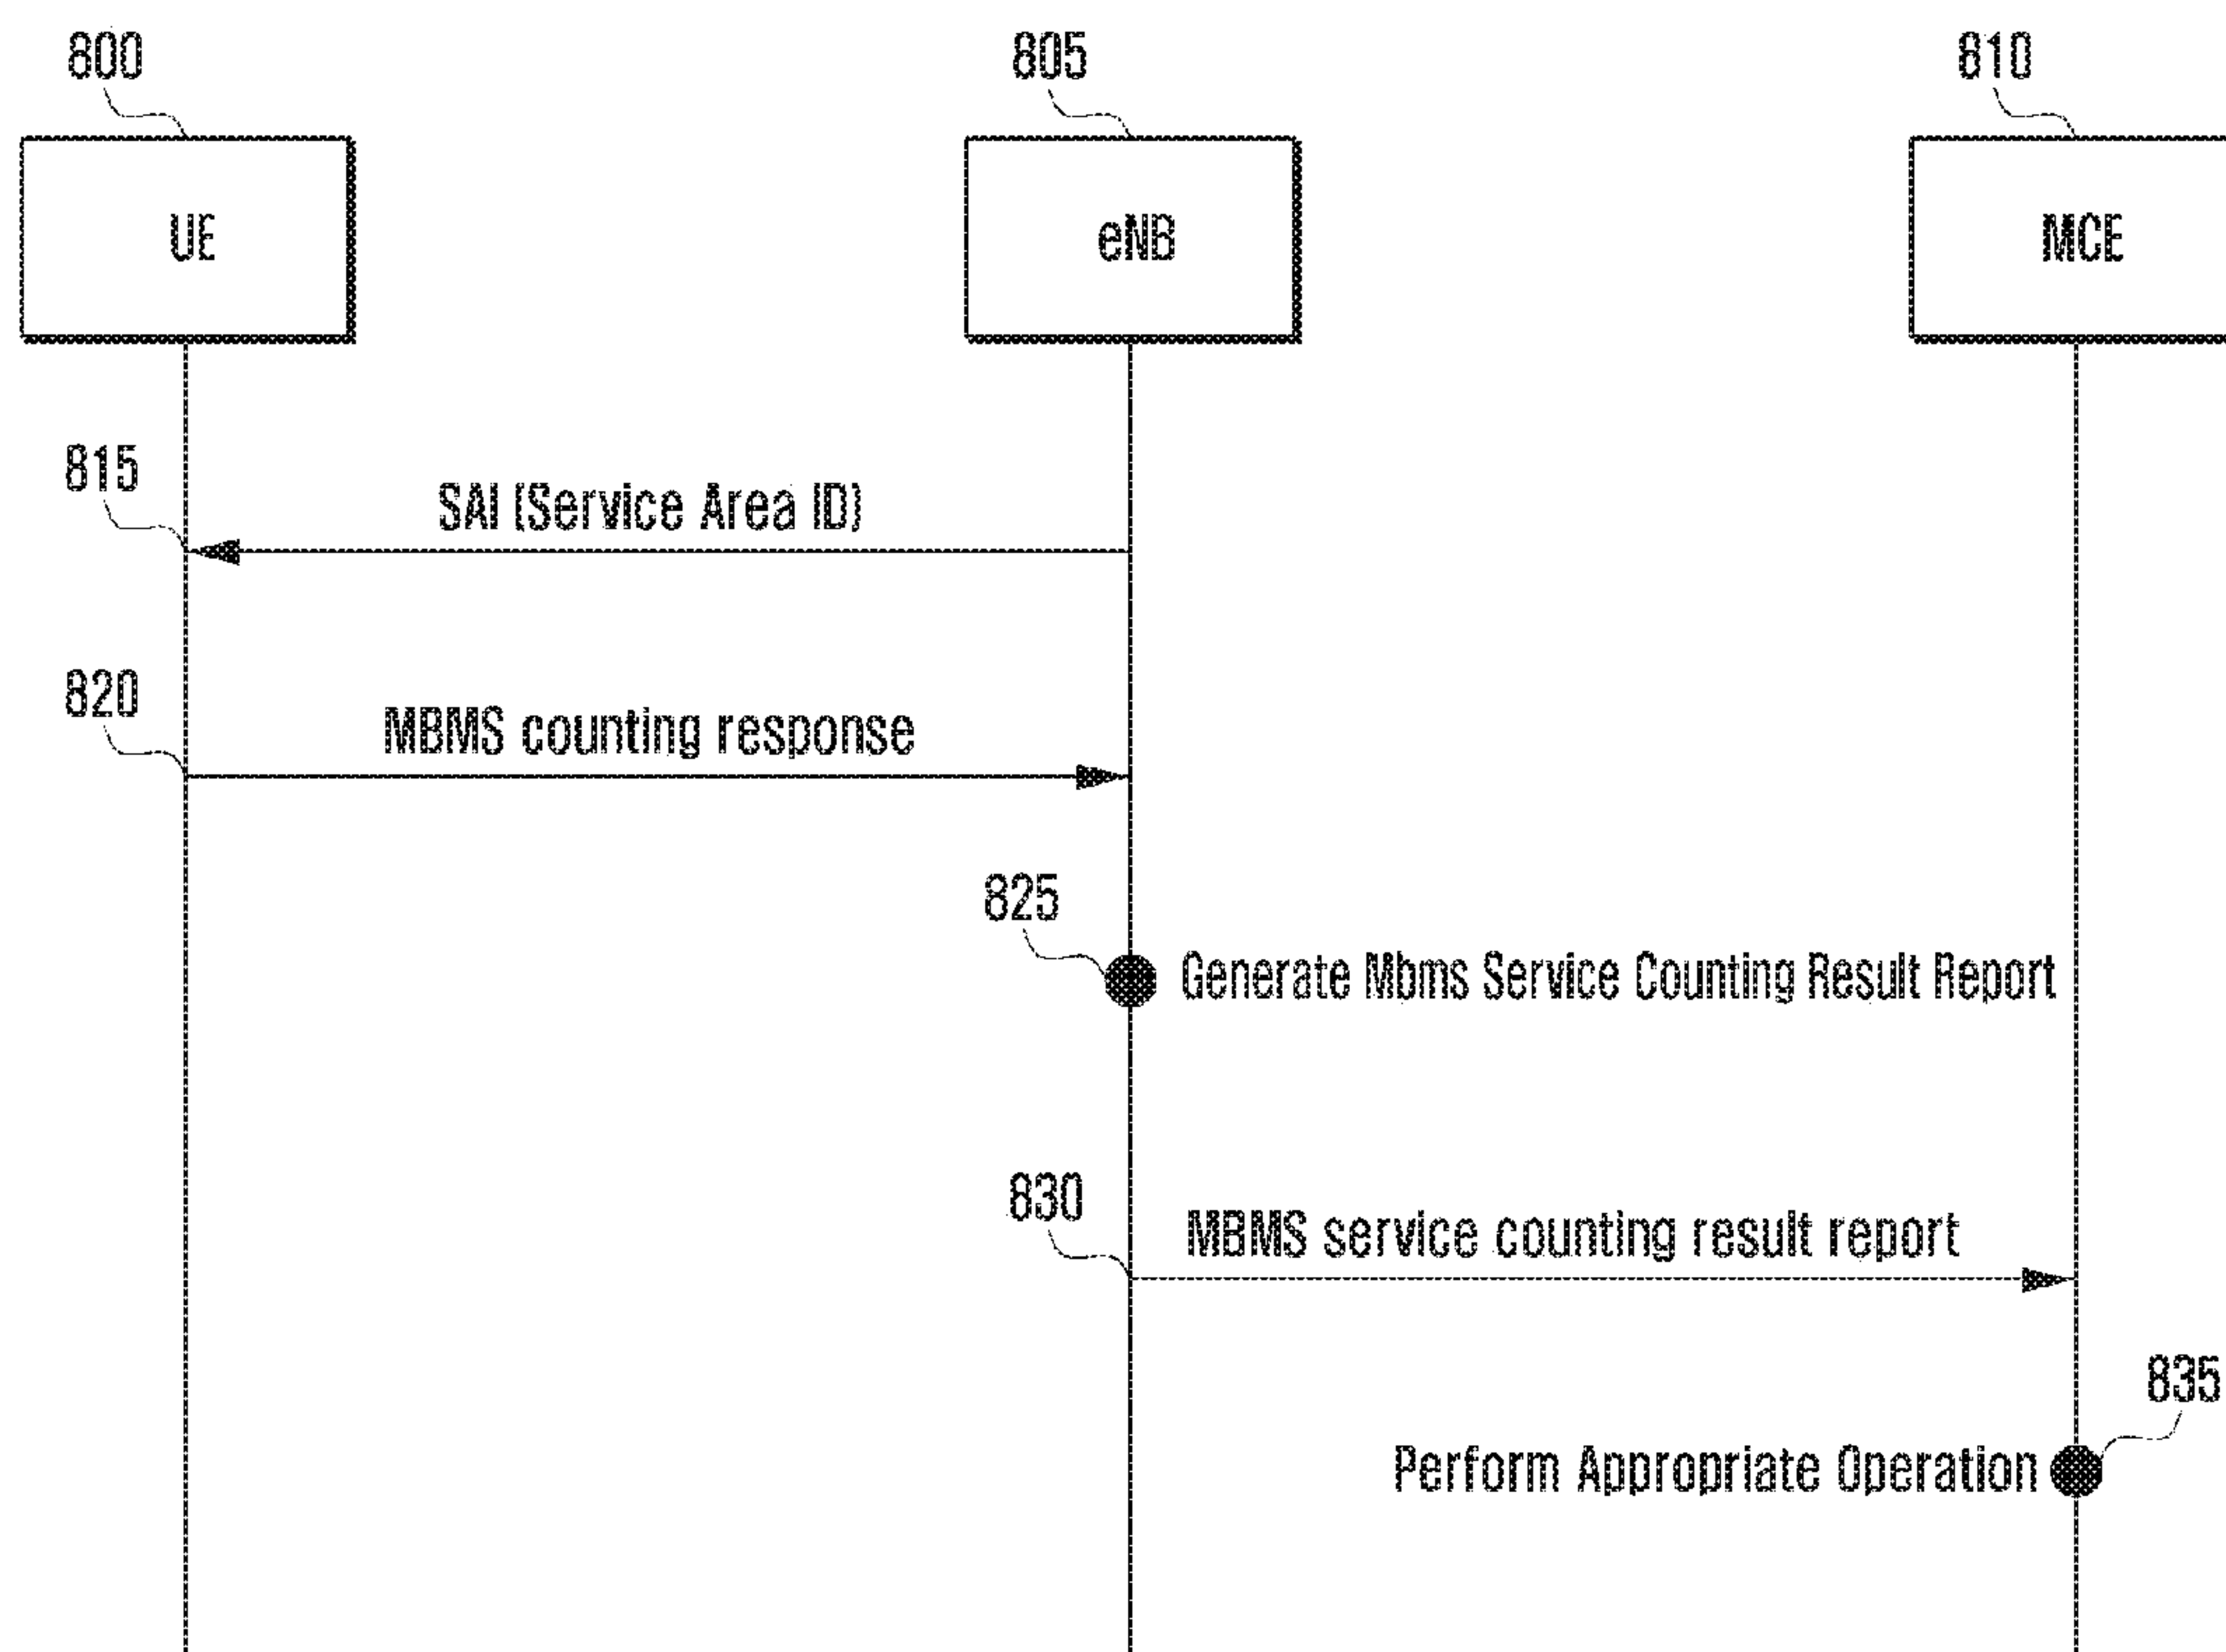 800
805
810
UE
eNB
MCE
815
SAI (Service Area ID)
820
MBMS counting response
825
Generate Mbms Service Counting Result Report
830
MBMS service counting result report
835
Perform Appropriate Operation